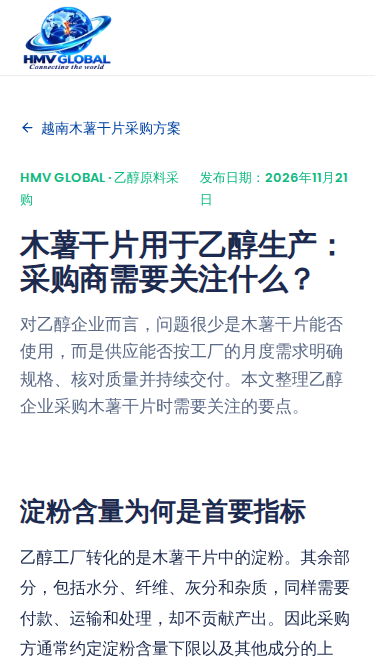 HMV GLOBAL
Connecting the world
← 越南木薯干片采购方案
HMV GLOBAL · 乙醇原料采购
发布日期：2026年11月21日
木薯干片用于乙醇生产：
采购商需要关注什么？
对乙醇企业而言，问题很少是木薯干片能否
使用，而是供应能否按工厂的月度需求明确
规格、核对质量并持续交付。本文整理乙醇
企业采购木薯干片时需要关注的要点。
淀粉含量为何是首要指标
乙醇工厂转化的是木薯干片中的淀粉。其余部
分，包括水分、纤维、灰分和杂质，同样需要
付款、运输和处理，却不贡献产出。因此采购
方通常约定淀粉含量下限以及其他成分的上